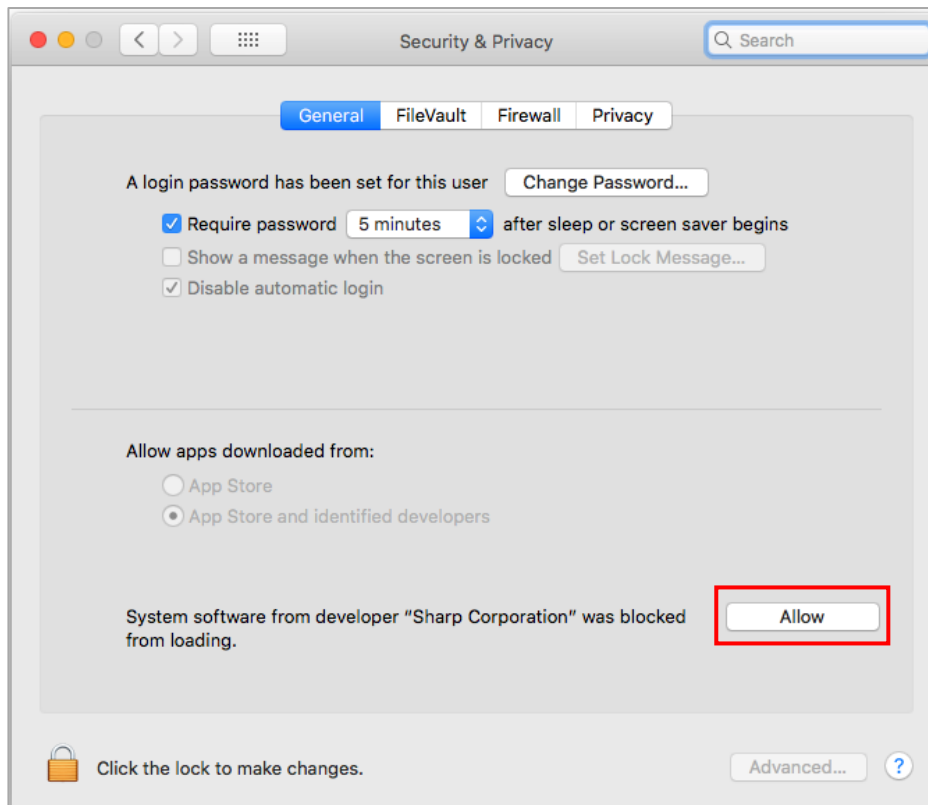 Security & Privacy
Search
General FileVault Firewall Privacy
A login password has been set for this user Change Password...
Require password 5 minutes after sleep or screen saver begins
Show a message when the screen is locked Set Lock Message...
Disable automatic login
Allow apps downloaded from:
App Store
App Store and identified developers
System software from developer “Sharp Corporation” was blocked Allow
from loading.
Click the lock to make changes. Advanced... ?